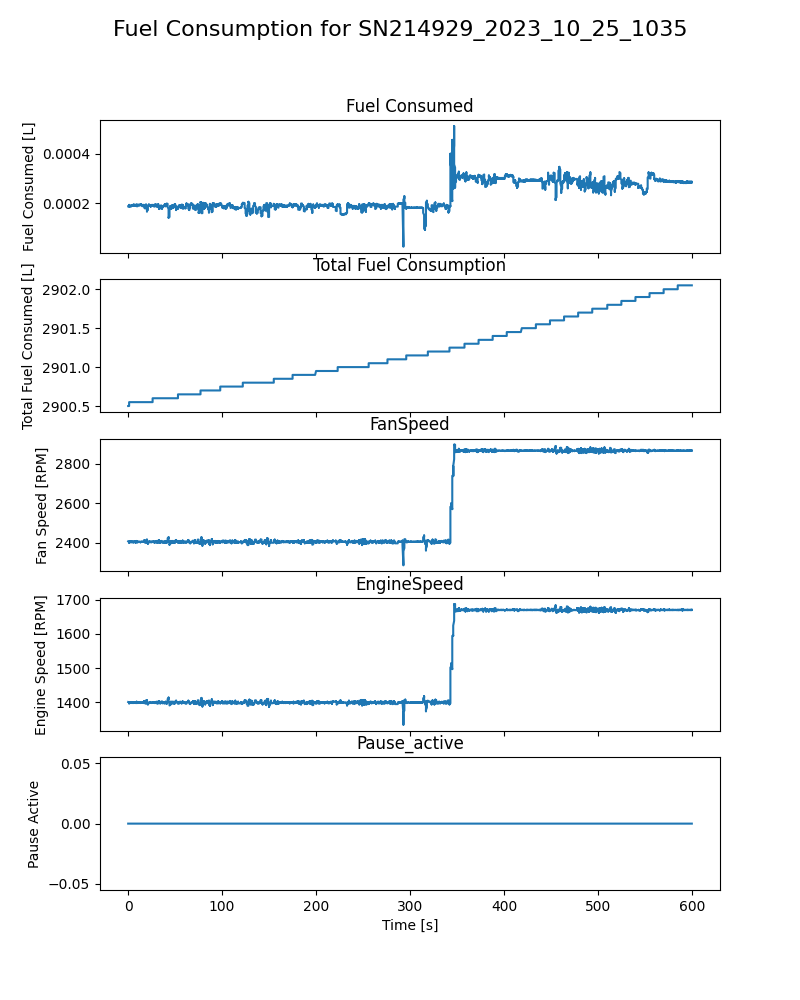 Fuel Consumption for SN214929_2023_10_25_1035
Fuel Consumed
Fuel Consumed [L]
0.0004
0.0002
Total Fuel Consumption
Total Fuel Consumed [L]
2902.0
2901.5
2901.0
2900.5
FanSpeed
Fan Speed [RPM]
2800
2600
2400
EngineSpeed
Engine Speed [RPM]
1700
1600
1500
1400
Pause_active
Pause Active
0.05
0.00
−0.05
0 100 200 300 400 500 600
Time [s]